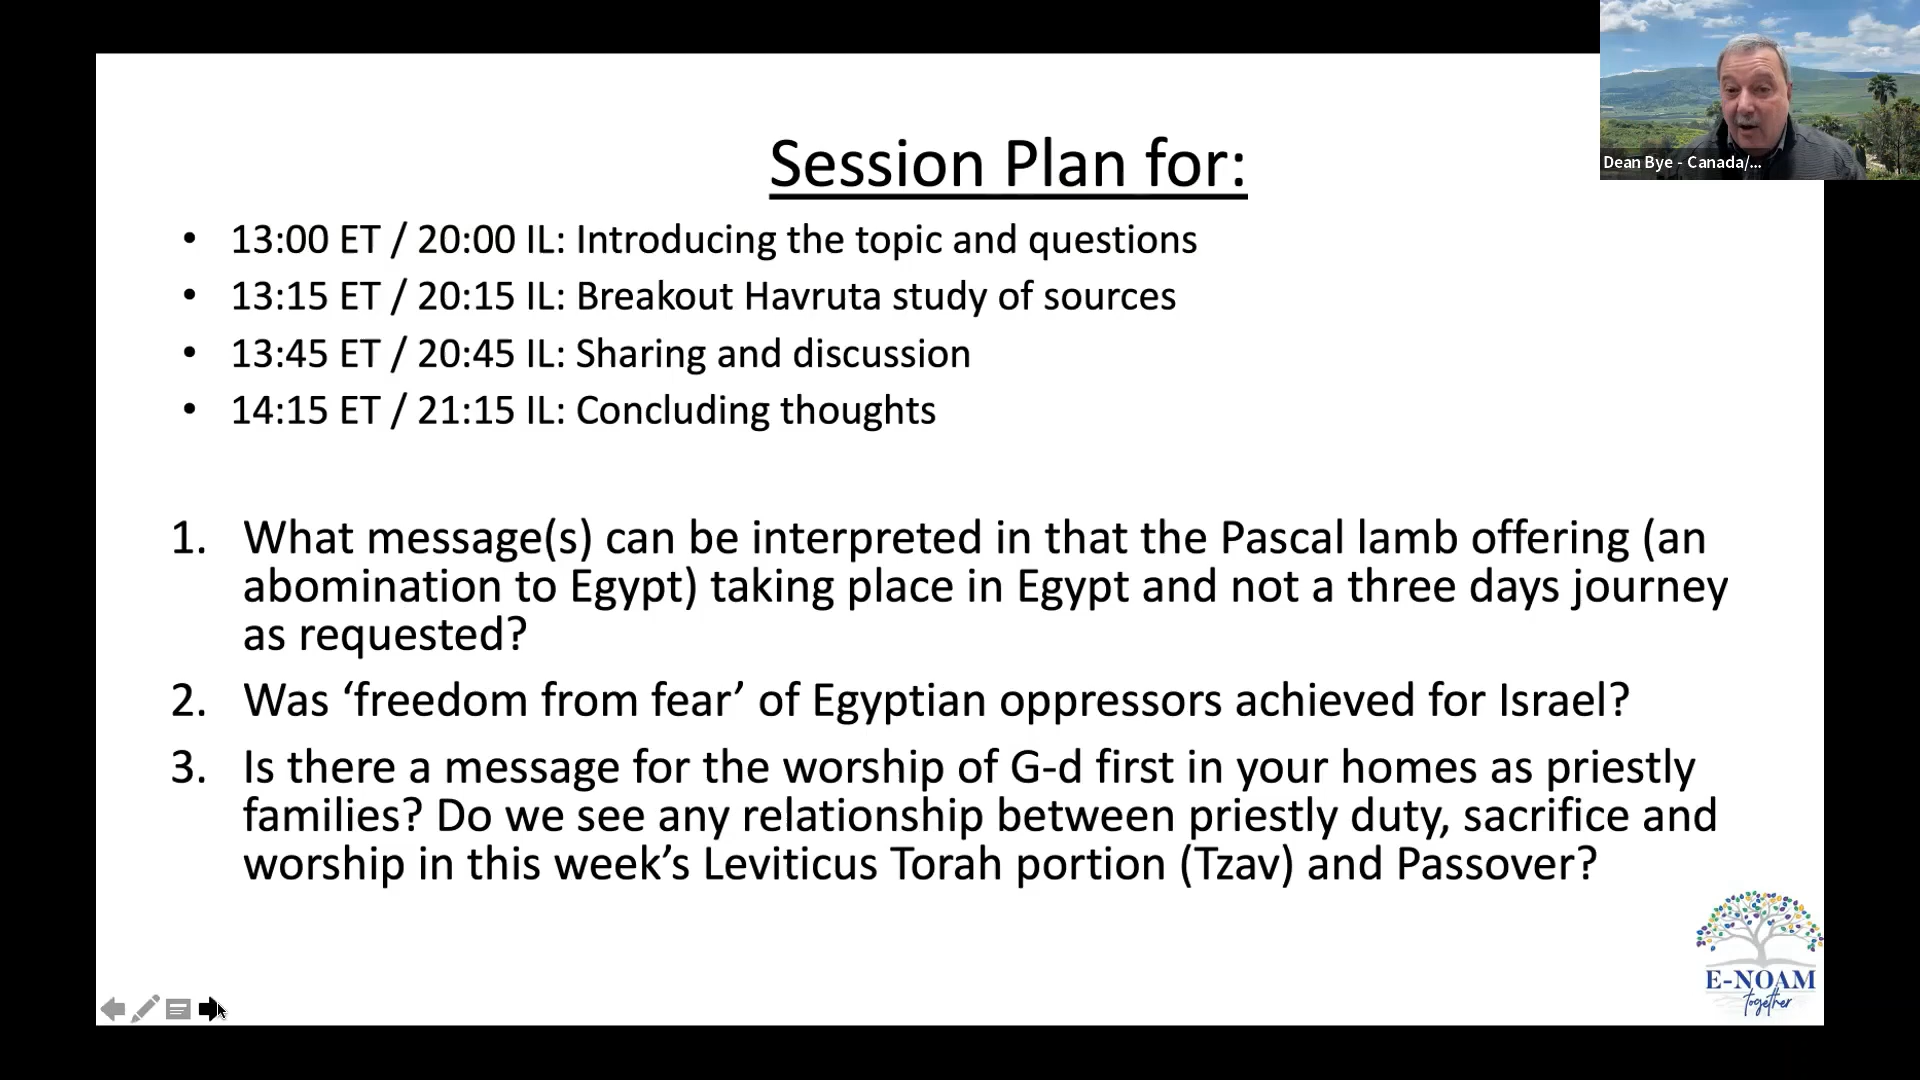 Dean Bye - Canada/...
Session Plan for:
• 13:00 ET / 20:00 IL: Introducing the topic and questions
• 13:15 ET / 20:15 IL: Breakout Havruta study of sources
• 13:45 ET / 20:45 IL: Sharing and discussion
• 14:15 ET / 21:15 IL: Concluding thoughts
1. What message(s) can be interpreted in that the Pascal lamb offering (an
abomination to Egypt) taking place in Egypt and not a three days journey
as requested?
2. Was ‘freedom from fear’ of Egyptian oppressors achieved for Israel?
3. Is there a message for the worship of G-d first in your homes as priestly
families? Do we see any relationship between priestly duty, sacrifice and
worship in this week’s Leviticus Torah portion (Tzav) and Passover?
E-NOAM
together